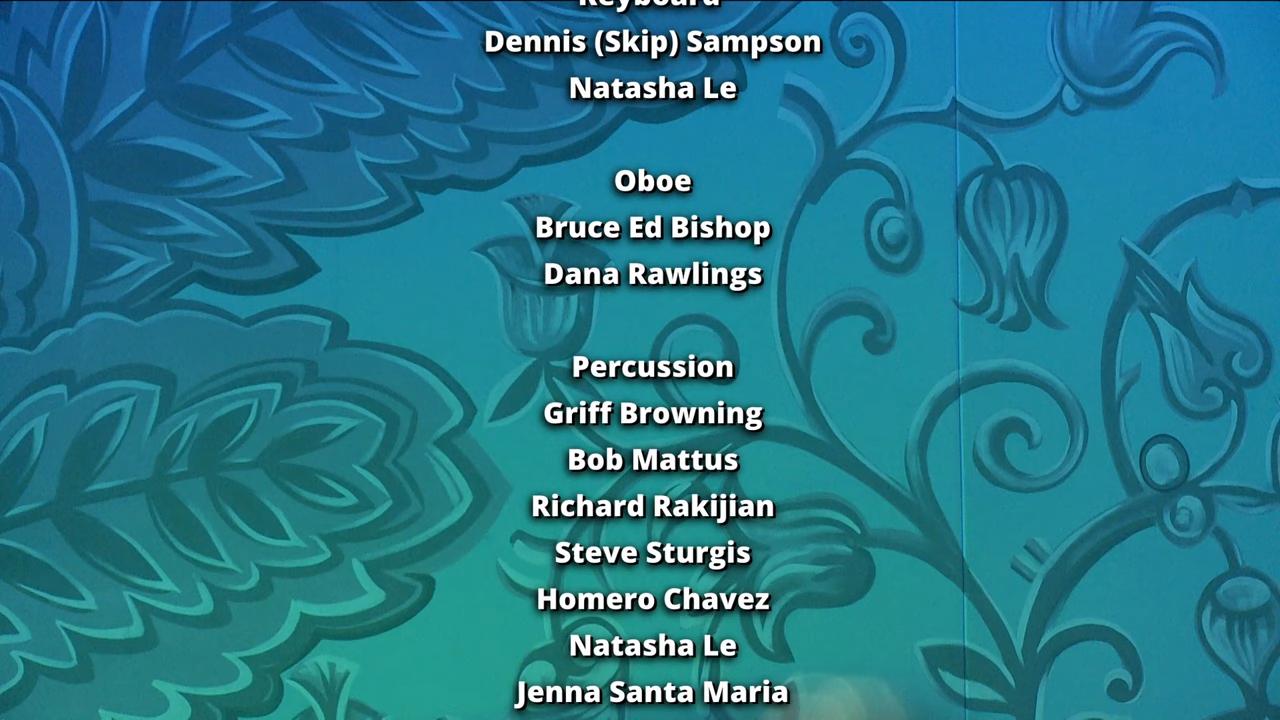 Keyboard
Dennis (Skip) Sampson
Natasha Le
Oboe
Bruce Ed Bishop
Dana Rawlings
Percussion
Griff Browning
Bob Mattus
Richard Rakijian
Steve Sturgis
Homero Chavez
Natasha Le
Jenna Santa Maria